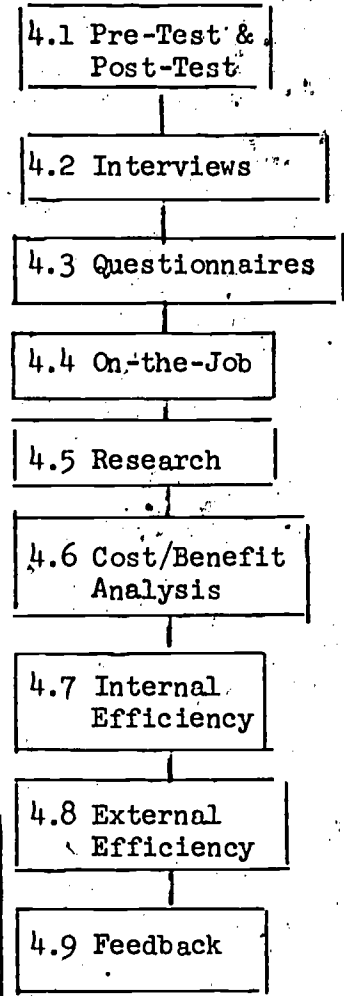 4.1 Pre-Test &
Post-Test
4.2 Interviews
4.3 Questionnaires
4.4 On-the-Job
4.5 Research
4.6 Cost/Benefit
Analysis
4.7 Internal
Efficiency
4.8 External
Efficiency
4.9 Feedback